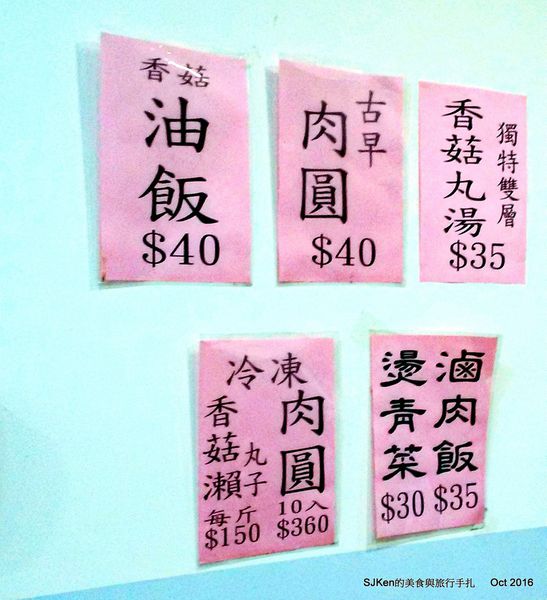 香菇
油飯
$40
古早
肉圓
$40
獨特雙層
香菇丸湯
$35
冷凍
肉圓
10入
$360
香菇瀨
丸子
每斤
$150
滷肉飯
$35
燙青菜
$30
SJKen的美食與旅行手扎 Oct 2016